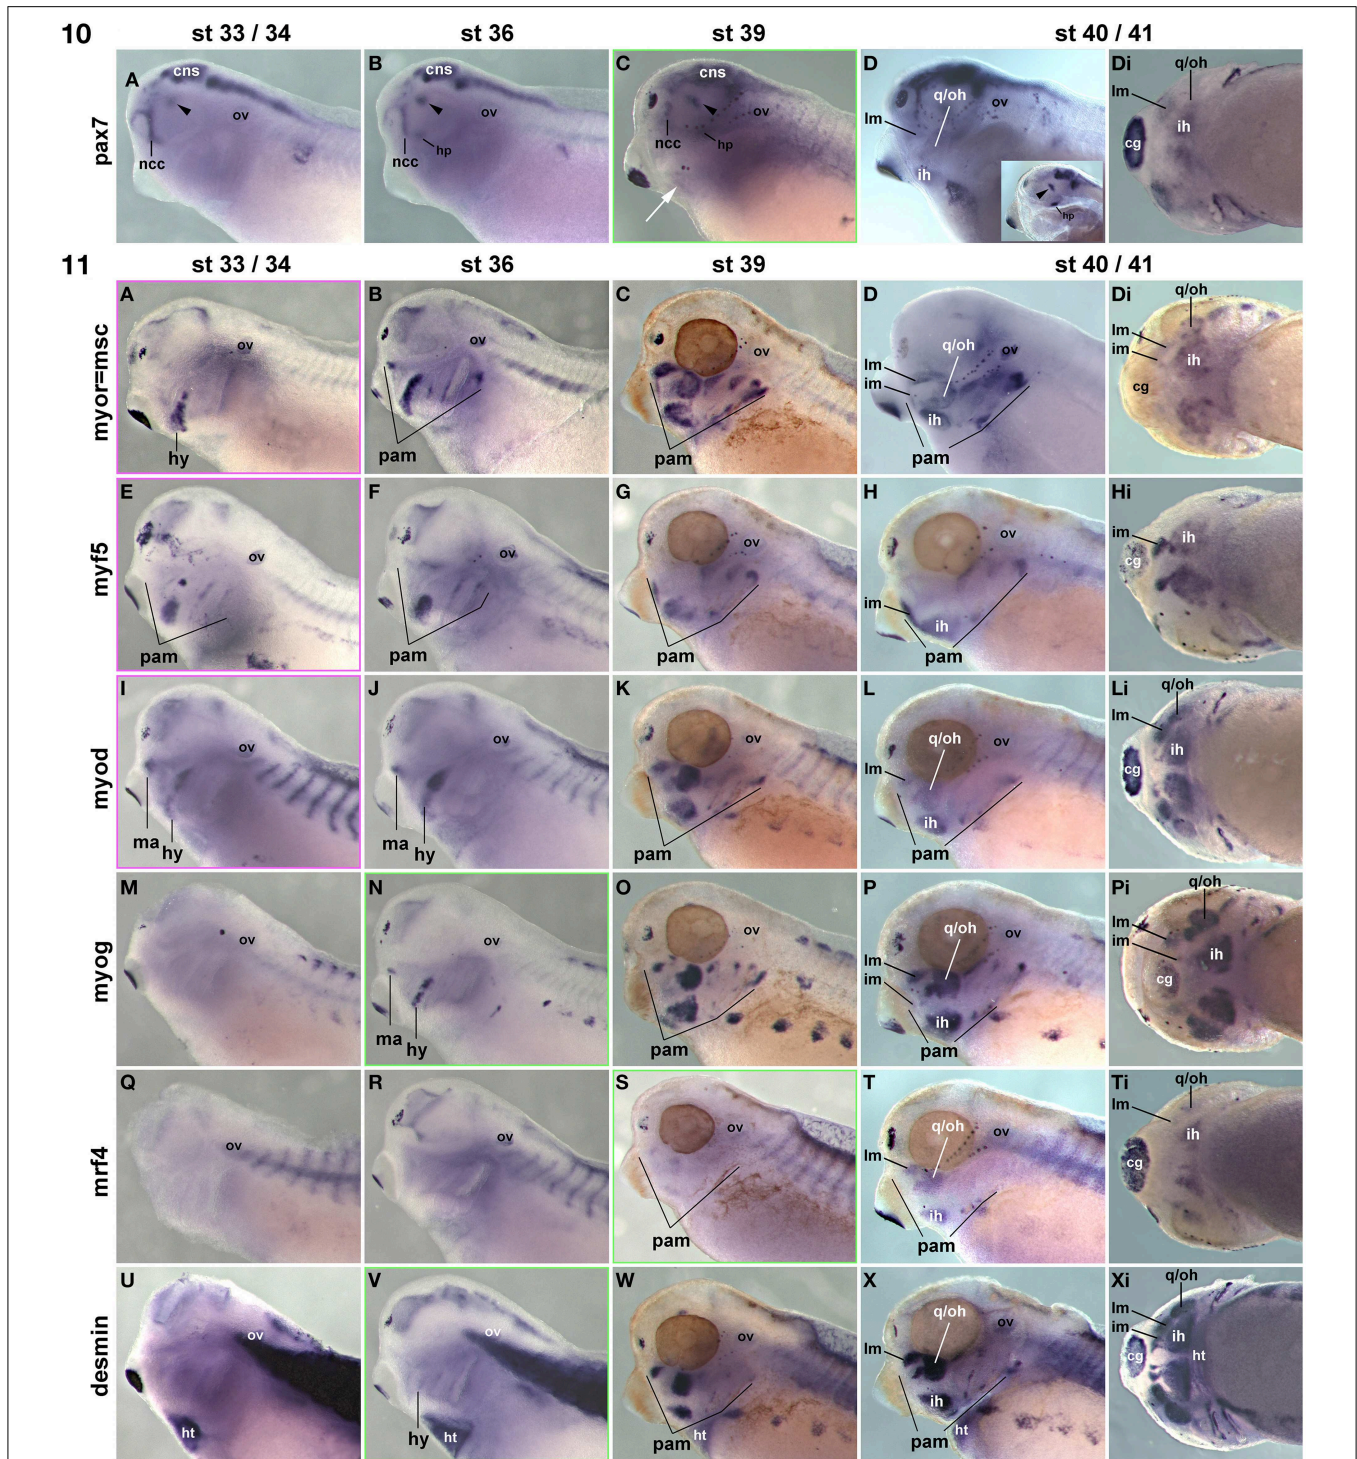 10 st 33 / 34 st 36 st 39 st 40 / 41
pax7
A cns ov ncc
B cns ov ncc hp
C cns ov ncc hp
D q/oh ov lm ih hp
Di q/oh lm ih cg
11 st 33 / 34 st 36 st 39 st 40 / 41
myor=msc
A ov hy
B ov pam
C ov pam
D q/oh ov lm im ih pam
Di q/oh lm im ih cg
myf5
E ov pam
F ov pam
G ov pam
H ov im ih pam
Hi im ih cg
myod
I ov ma hy
J ov ma hy
K ov pam
L q/oh ov lm ih pam
Li q/oh lm ih cg
myog
M ov
N ov ma hy
O ov pam
P q/oh ov lm im ih pam
Pi q/oh lm im ih cg
mrf4
Q ov
R ov
S ov pam
T q/oh ov lm ih pam
Ti q/oh lm ih cg
desmin
U ov ht
V ov hy ht
W ov pam ht
X q/oh ov lm ih pam ht
Xi q/oh lm im ih cg ht